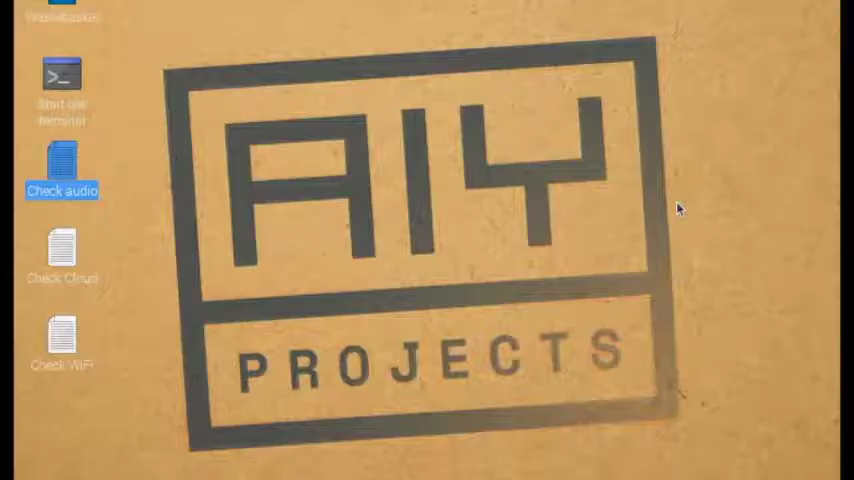 Start dev
terminal
Check audio
Check Cloud
Check WiFi
AIY
PROJECTS